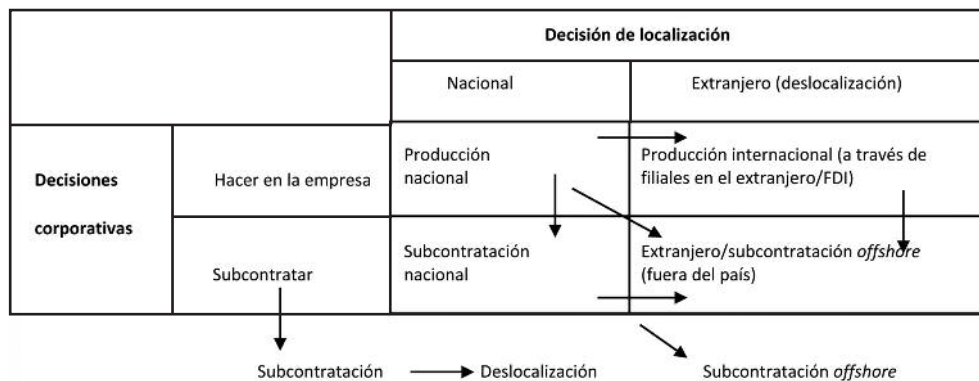 Decisión de localización
Nacional
Extranjero (deslocalización)
Decisiones
corporativas
Hacer en la empresa
Producción
nacional
Producción internacional (a través de
filiales en el extranjero/FDI)
Subcontratar
Subcontratación
nacional
Extranjero/subcontratación offshore
(fuera del país)
Subcontratación
Deslocalización
Subcontratación offshore